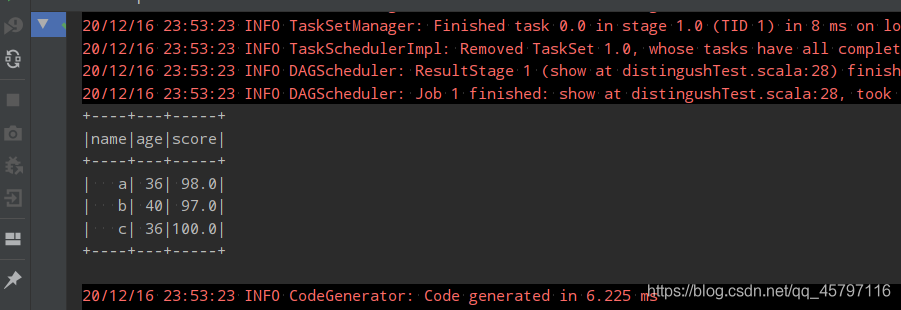 20/12/16 23:53:23 INFO TaskSetManager: Finished task 0.0 in stage 1.0 (TID 1) in 8 ms on lo
20/12/16 23:53:23 INFO TaskSchedulerImpl: Removed TaskSet 1.0, whose tasks have all complet
20/12/16 23:53:23 INFO DAGScheduler: ResultStage 1 (show at distingushTest.scala:28) finish
20/12/16 23:53:23 INFO DAGScheduler: Job 1 finished: show at distingushTest.scala:28, took
+----+---+-----+
|name|age|score|
+----+---+-----+
|   a| 36| 98.0|
|   b| 40| 97.0|
|   c| 36|100.0|
+----+---+-----+
20/12/16 23:53:23 INFO CodeGenerator: Code generated in 6.225 ms
https://blog.csdn.net/qq_45797116